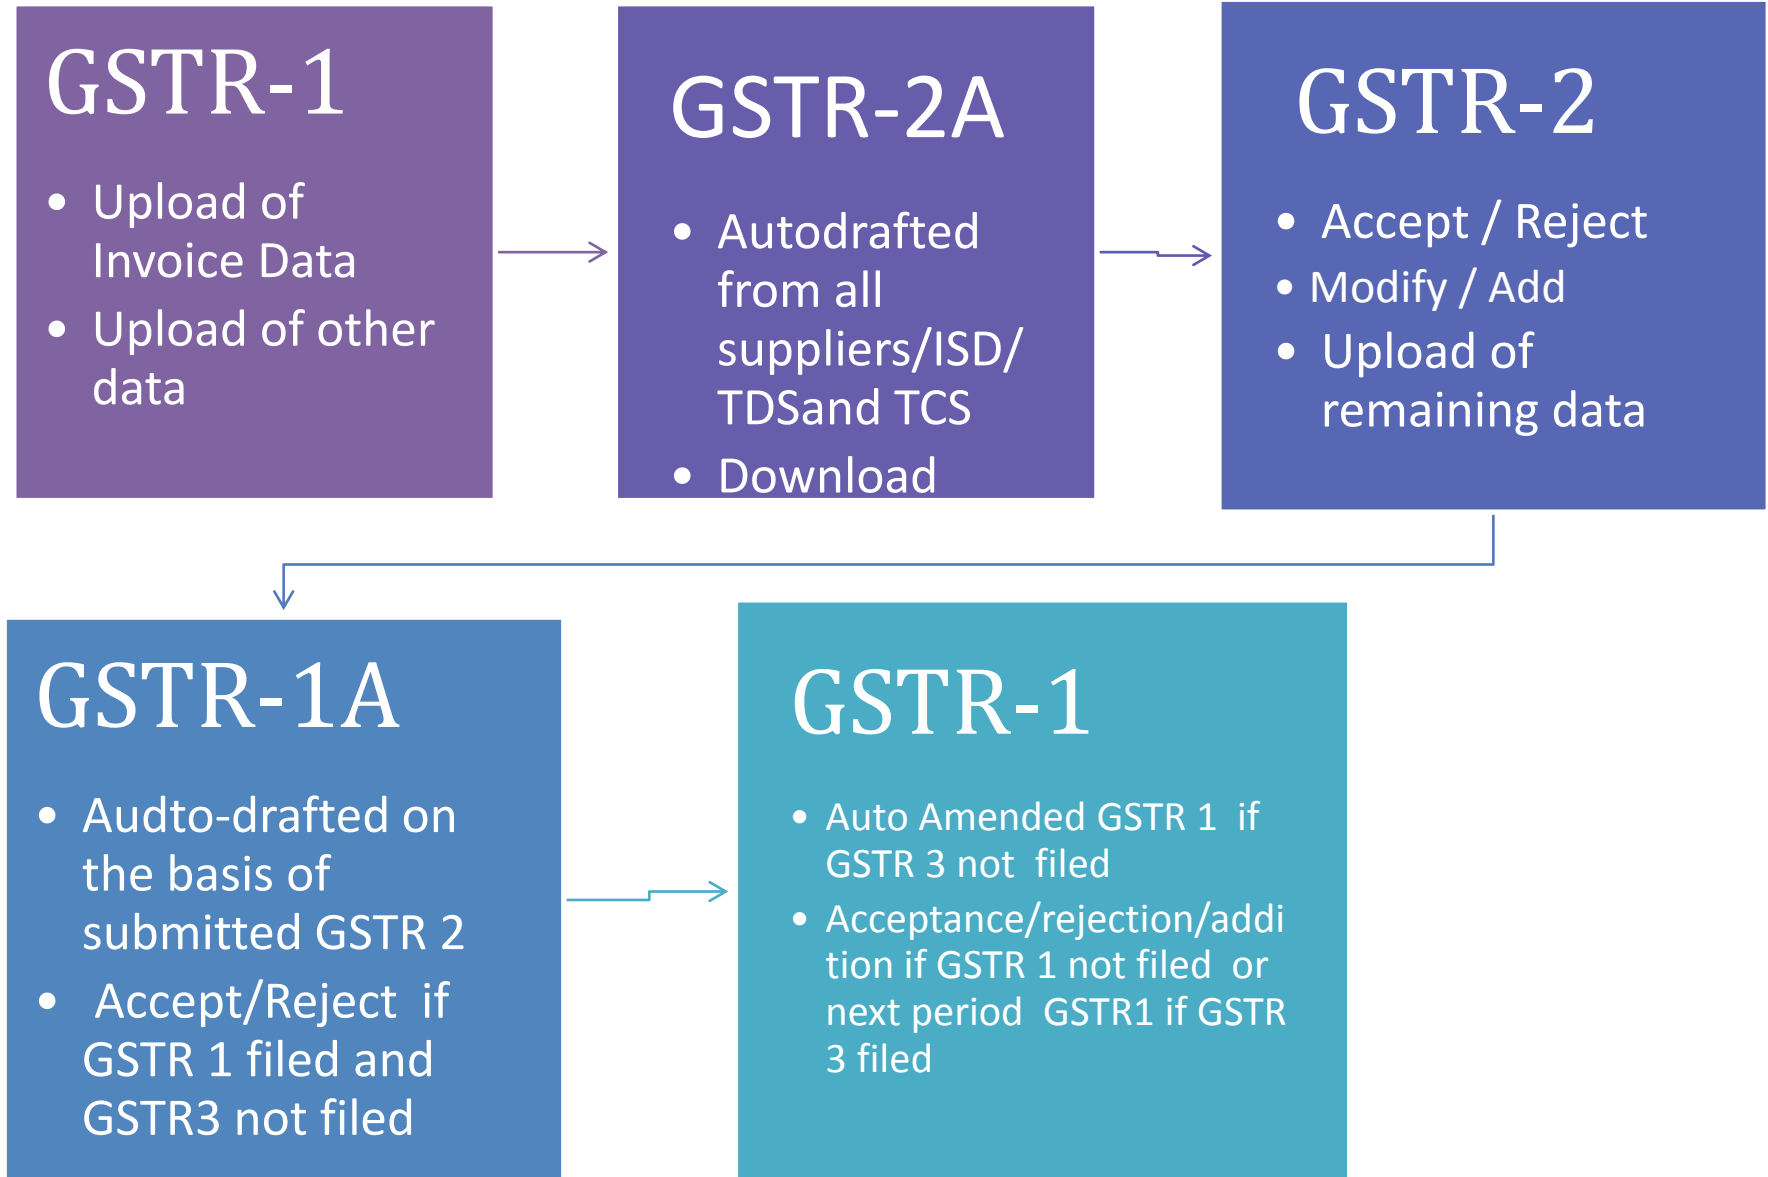 GSTR-1
• Upload of
Invoice Data
• Upload of other
data
GSTR-2A
• Autodrafted
from all
suppliers/ISD/
TDSand TCS
• Download
GSTR-2
• Accept / Reject
• Modify / Add
• Upload of
remaining data
GSTR-1A
• Audto-drafted on
the basis of
submitted GSTR 2
• Accept/Reject if
GSTR 1 filed and
GSTR3 not filed
GSTR-1
• Auto Amended GSTR 1 if
GSTR 3 not filed
• Acceptance/rejection/addi
tion if GSTR 1 not filed or
next period GSTR1 if GSTR
3 filed